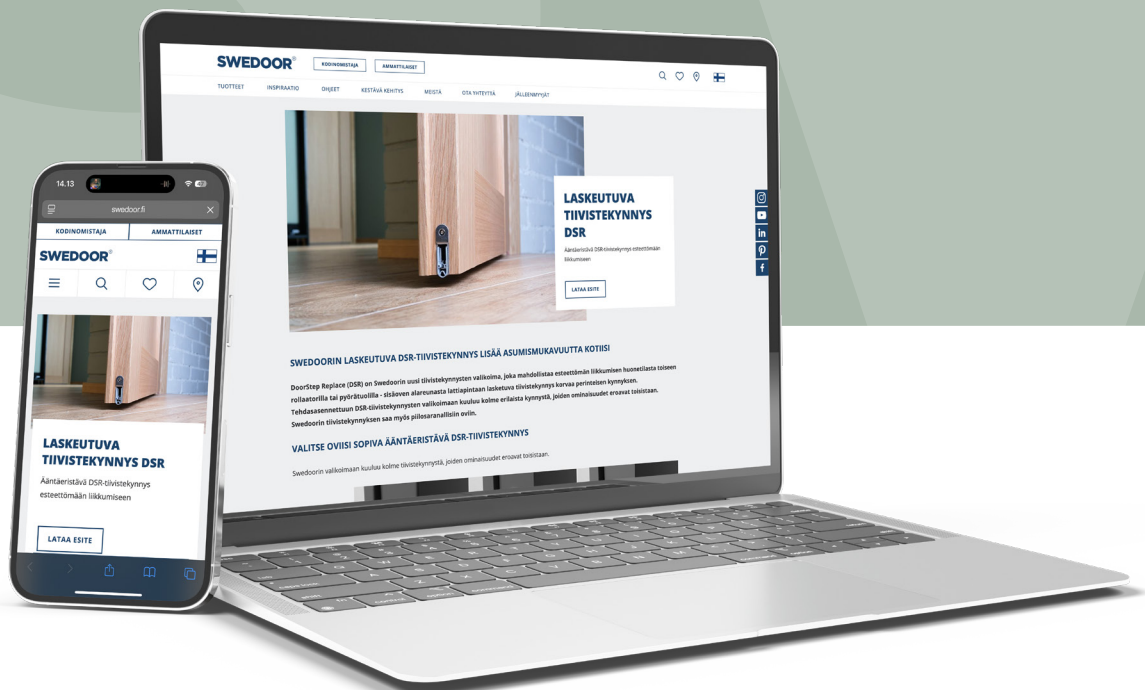 SWEDOOR®
KODINOMISTAJA
AMMATTILAISET
TUOTTEET INSPIRAATIO OHJEET KESTÄVÄ KEHITYS MEISTÄ OTA YHTEYTTÄ JÄLLEENMYYJÄT
LASKEUTUVA
TIIVISTEKYNNYS
DSR
Ääntäeristävä DSR-tiivistekynnys esteettömään
liikkumiseen
LATAA ESITE
SWEDOORIN LASKEUTUVA DSR-TIIVISTEKYNNYS LISÄÄ ASUMISMUKAVUUTTA KOTIISI
DoorStep Replace (DSR) on Swedoorin uusi tiivistekynnysten valikoima, joka mahdollistaa esteettömän liikkumisen huonetilasta toiseen
rollaatorilla tai pyörätuolilla - sisäoven alareunasta lattiapintaan lasketuva tiivistekynnys korvaa perinteisen kynnyksen.
Tehdasasennettuun DSR-tiivistekynnysten valikoimaan kuuluu kolme erilaista kynnystä, joiden ominaisuudet eroavat toisistaan.
Swedoorin tiivistekynnyksen saa myös piilosaranallisiin oviin.
VALITSE OVIISI SOPIVA ÄÄNTÄERISTÄVÄ DSR-TIIVISTEKYNNYS
Swedoorin valikoimaan kuuluu kolme tiivistekynnystä, joiden ominaisuudet eroavat toisistaan.
14.13
swedoor.fi
KODINOMISTAJA AMMATTILAISET
SWEDOOR®
LASKEUTUVA
TIIVISTEKYNNYS DSR
Ääntäeristävä DSR-tiivistekynnys
esteettömään liikkumiseen
LATAA ESITE